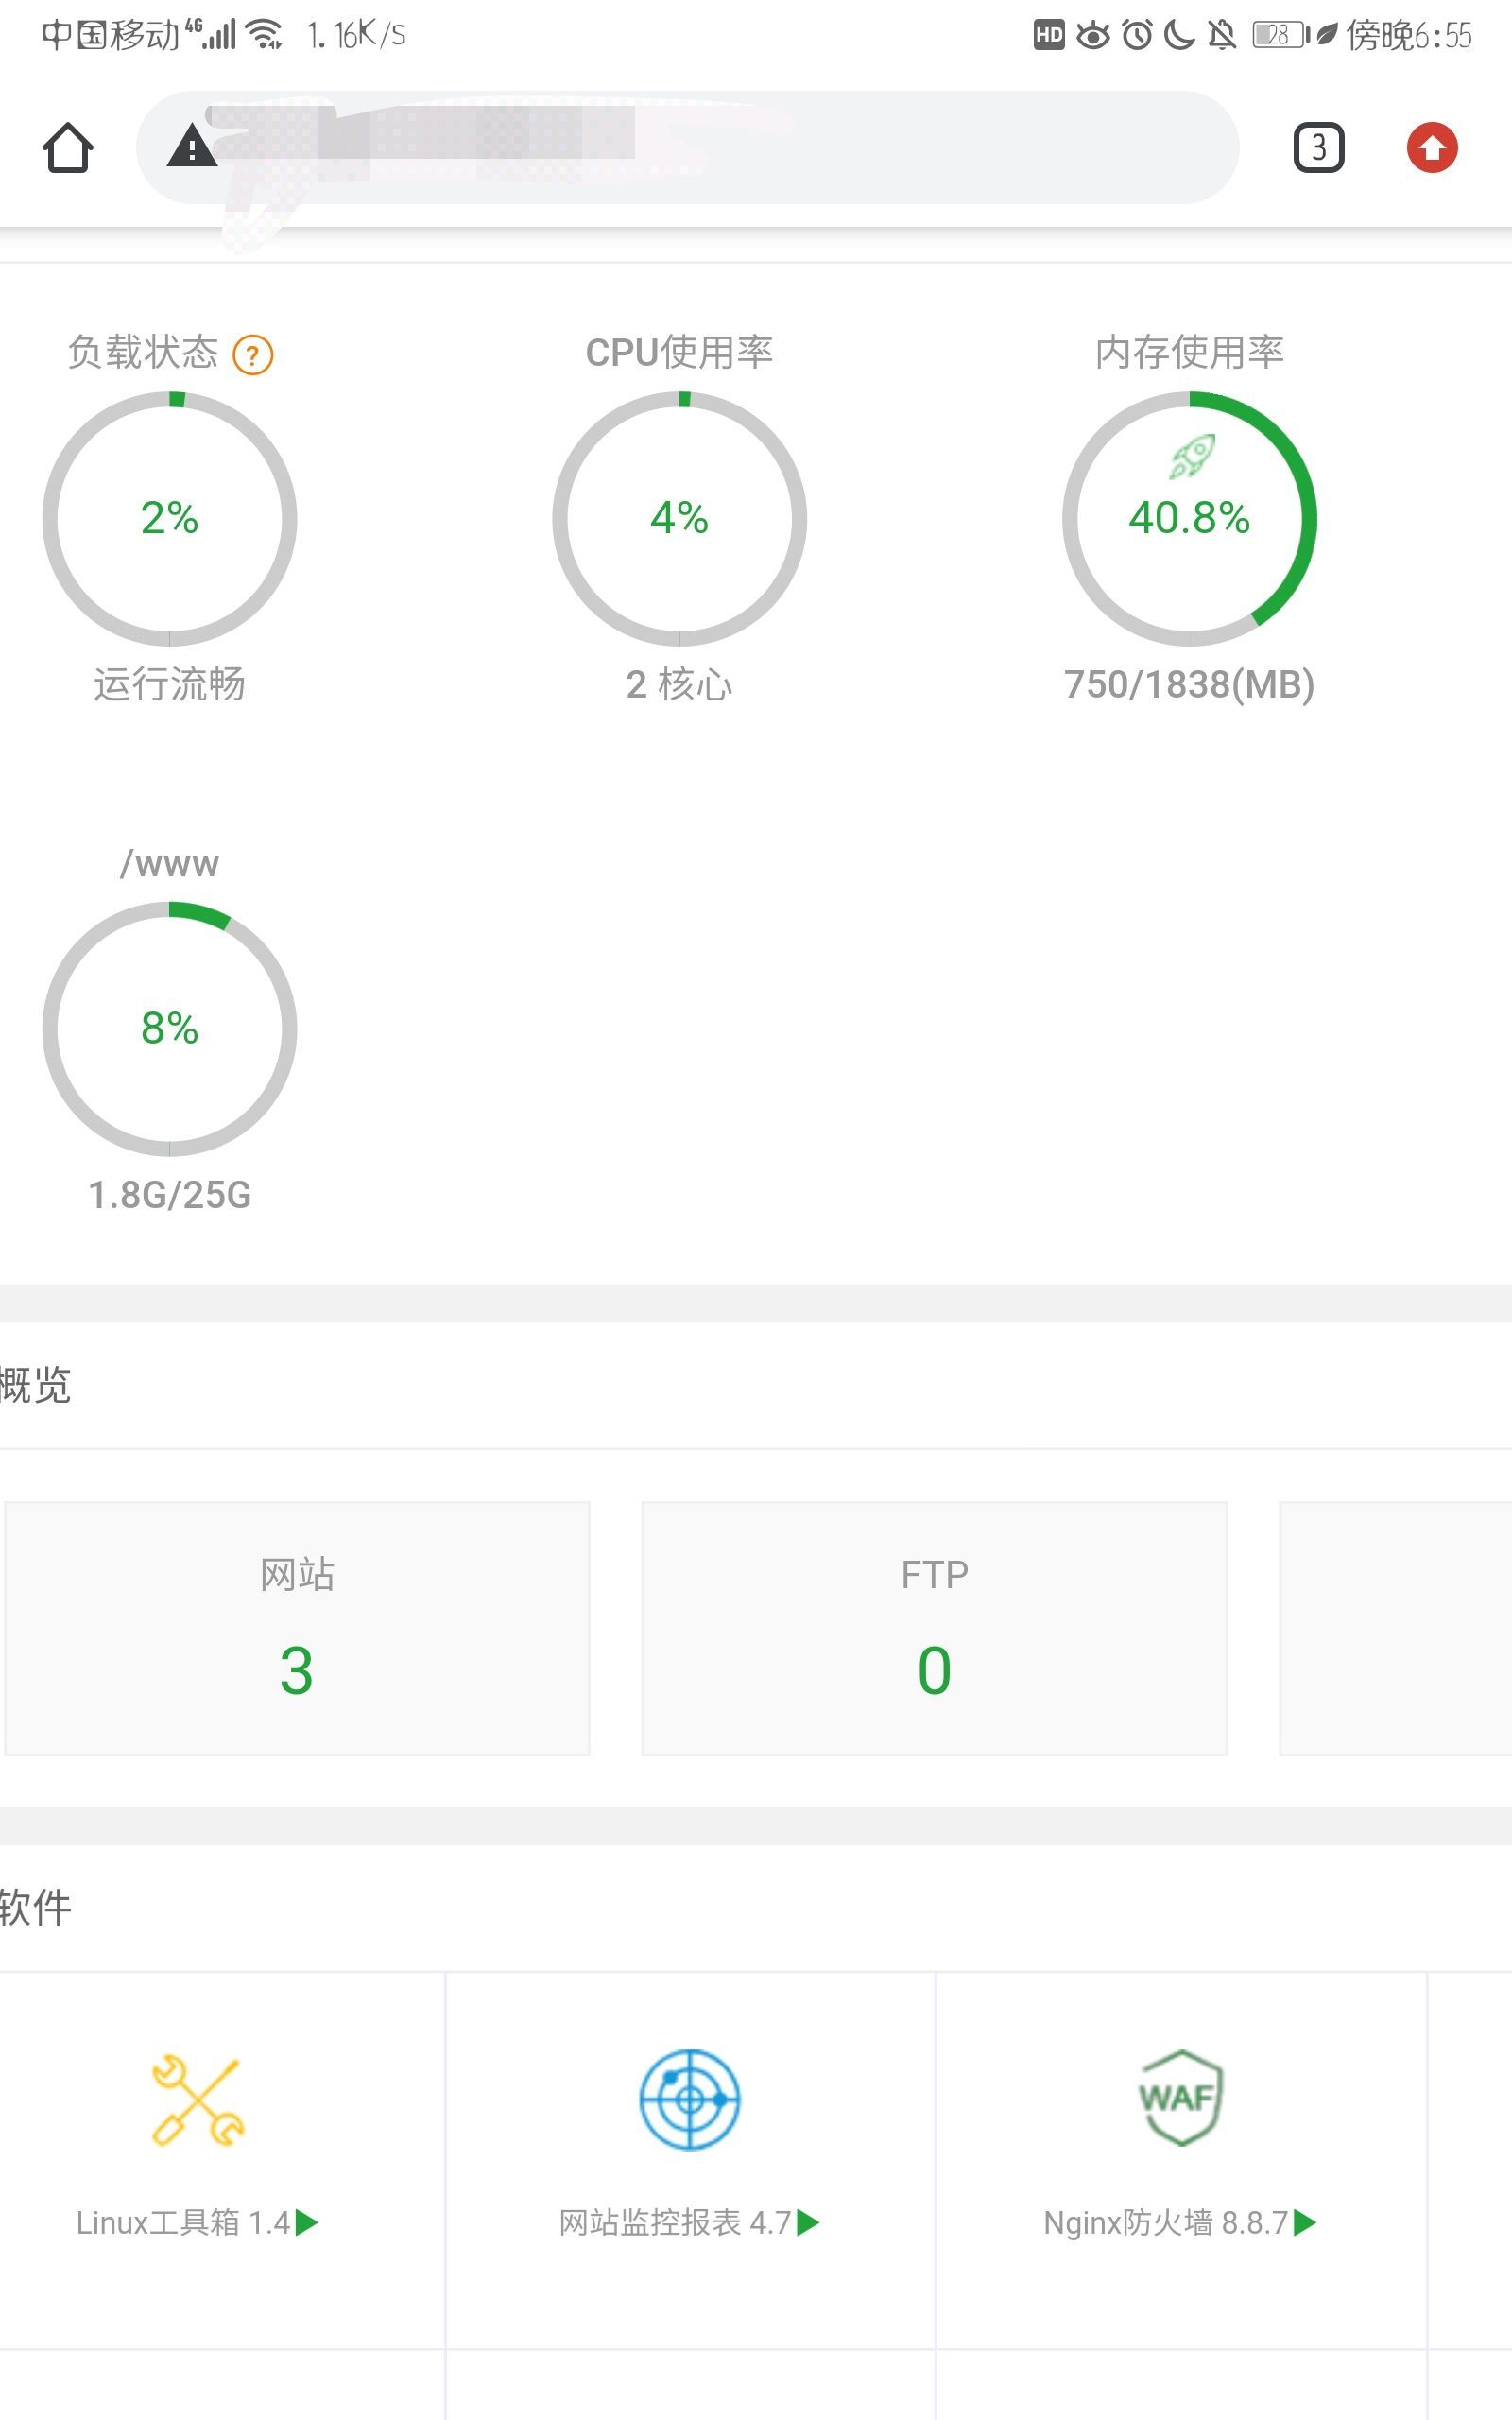 中国移动 4G 1.16K/S HD 28 傍晚6:55
3
负载状态 ? CPU使用率 内存使用率
2% 4% 40.8%
运行流畅 2 核心 750/1838(MB)
/www
8%
1.8G/25G
概览
网站 FTP
3 0
软件
WAF
Linux工具箱 1.4 网站监控报表 4.7 Nginx防火墙 8.8.7